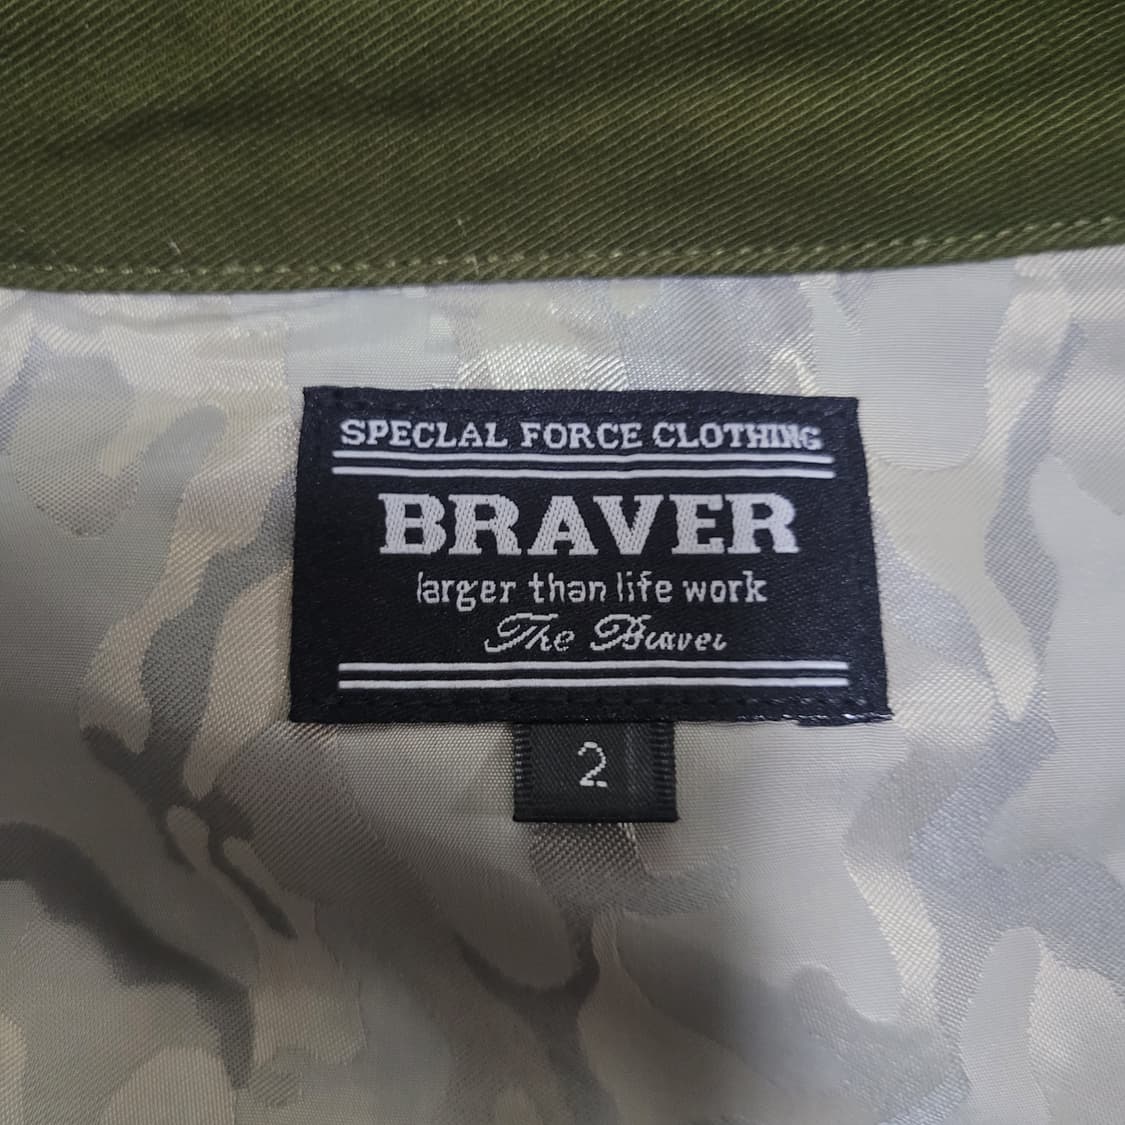 SPECLAL FORCE CLOTHING
BRAVER
larger than life work
The Braver
2